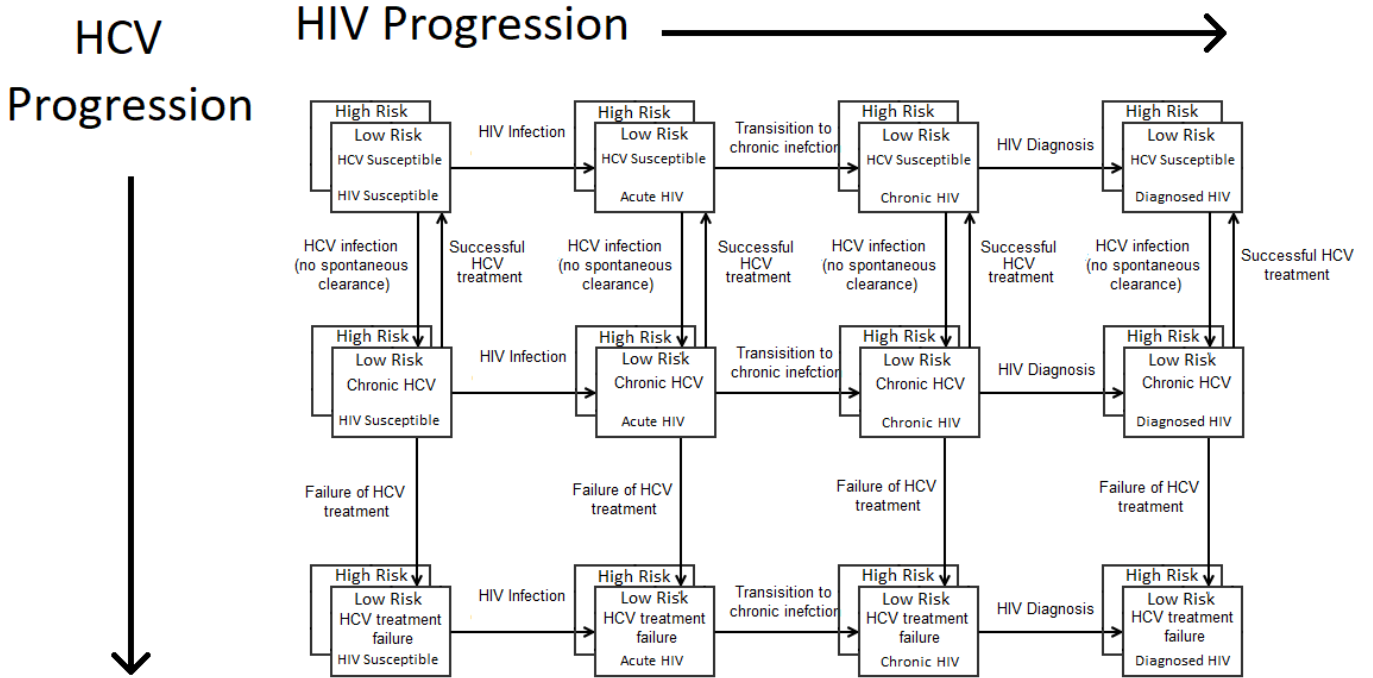 HCV
Progression
HIV Progression
High Risk
High Risk
High Risk
High Risk
Low Risk
HCV Susceptible
HIV Susceptible
HIV Infection
Low Risk
HCV Susceptible
Acute HIV
Transisition to
chronic inefction
Low Risk
HCV Susceptible
Chronic HIV
HIV Diagnosis
Low Risk
HCV Susceptible
Diagnosed HIV
HCV infection
(no spontaneous
clearance)
Successful
HCV
treatment
HCV infection
(no spontaneous
clearance)
Successful
HCV
treatment
HCV infection
(no spontaneous
clearance)
Successful
HCV
treatment
HCV infection
(no spontaneous
clearance)
Successful HCV
treatment
High Risk
High Risk
High Risk
High Risk
Low Risk
Chronic HCV
HIV Susceptible
HIV Infection
Low Risk
Chronic HCV
Acute HIV
Transisition to
chronic inefction
Low Risk
Chronic HCV
Chronic HIV
HIV Diagnosis
Low Risk
Chronic HCV
Diagnosed HIV
Failure of HCV
treatment
Failure of HCV
treatment
Failure of HCV
treatment
Failure of HCV
treatment
High Risk
High Risk
High Risk
High Risk
Low Risk
HCV treatment
failure
HIV Susceptible
HIV Infection
Low Risk
HCV treatment
failure
Acute HIV
Transisition to
chronic inefction
Low Risk
HCV treatment
failure
Chronic HIV
HIV Diagnosis
Low Risk
HCV treatment
failure
Diagnosed HIV